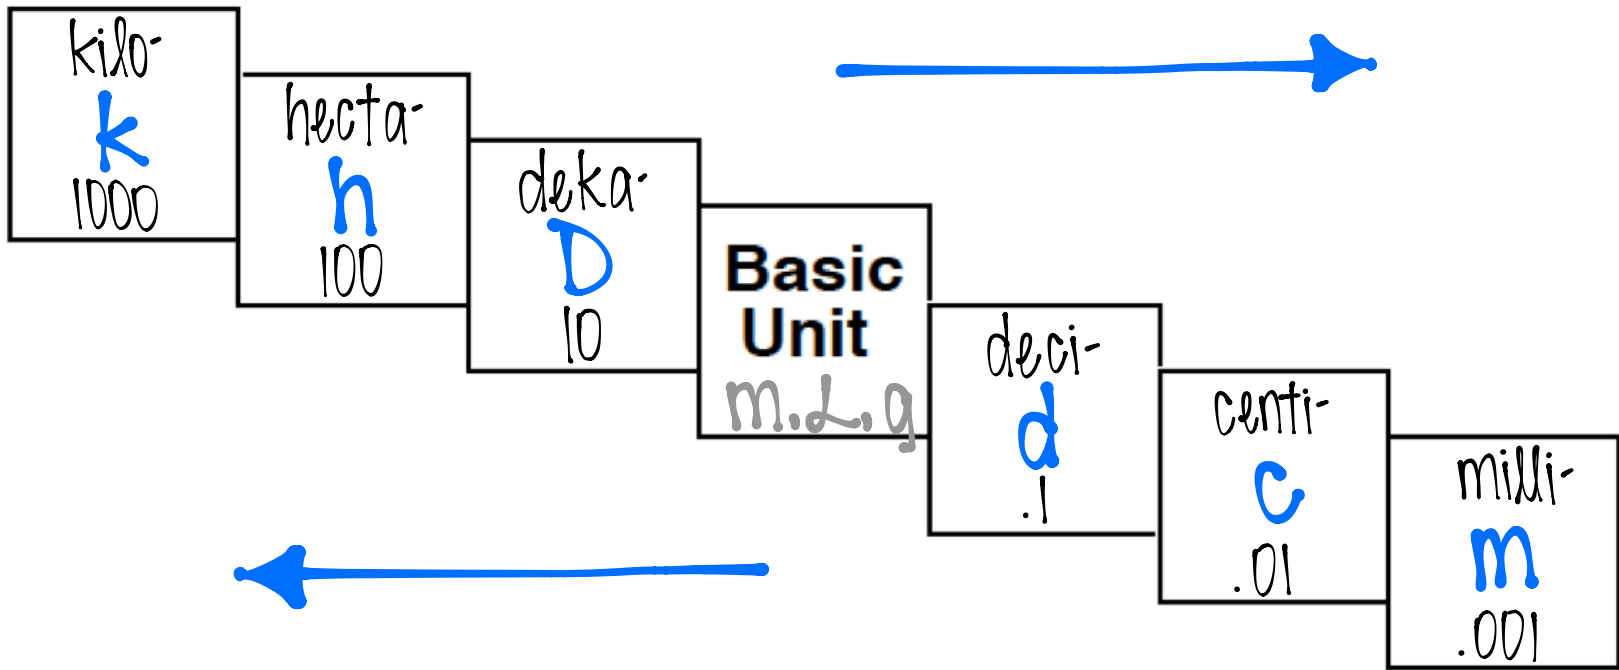 kilo-
k
1000
hecta-
h
100
deka-
D
10
Basic
Unit
m.L.g
deci-
d
.1
centi-
c
.01
milli-
m
.001